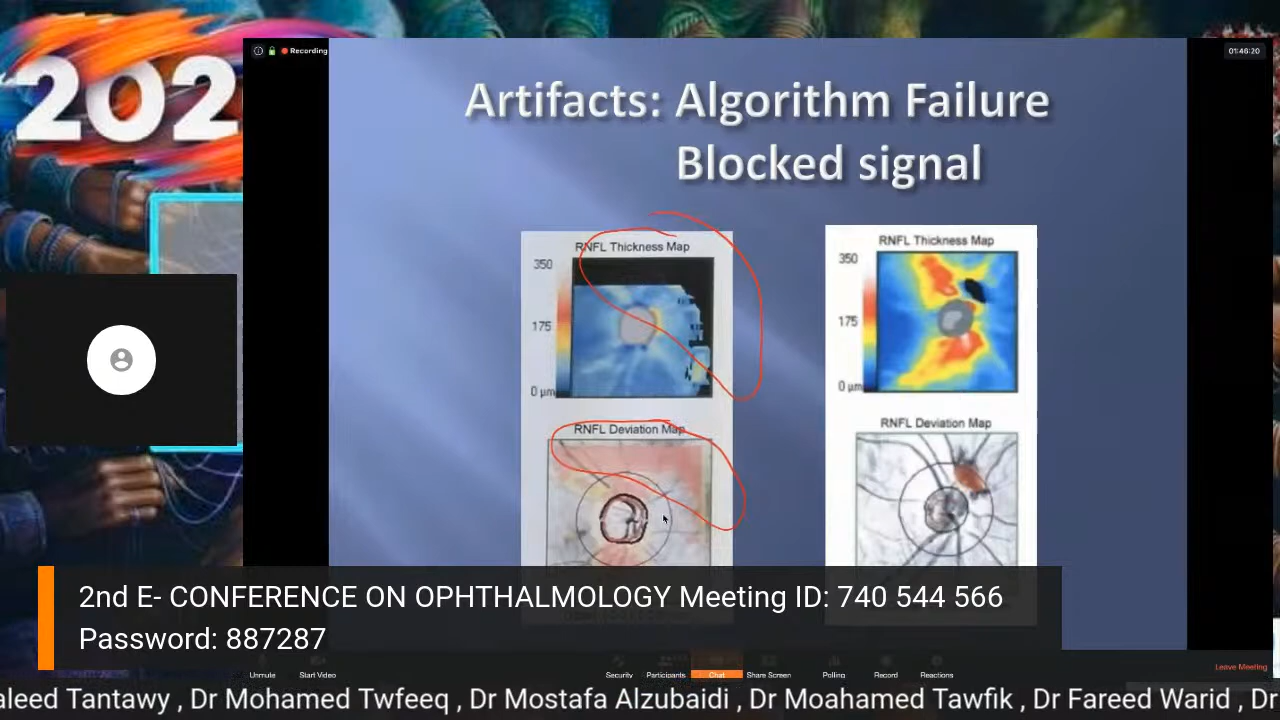 202
Recording
01:46:20
Artifacts: Algorithm Failure
Blocked signal
RNFL Thickness Map
350
175
0 µm
RNFL Deviation Map
RNFL Thickness Map
350
175
0 µm
RNFL Deviation Map
2nd E- CONFERENCE ON OPHTHALMOLOGY Meeting ID: 740 544 566
Password: 887287
Unmute Start Video Security Participants Chat Share Screen Polling Record Reactions Leave Meeting
aleed Tantawy , Dr Mohamed Twfeeq , Dr Mostafa Alzubaidi , Dr Moahamed Tawfik , Dr Fareed Warid , Dr